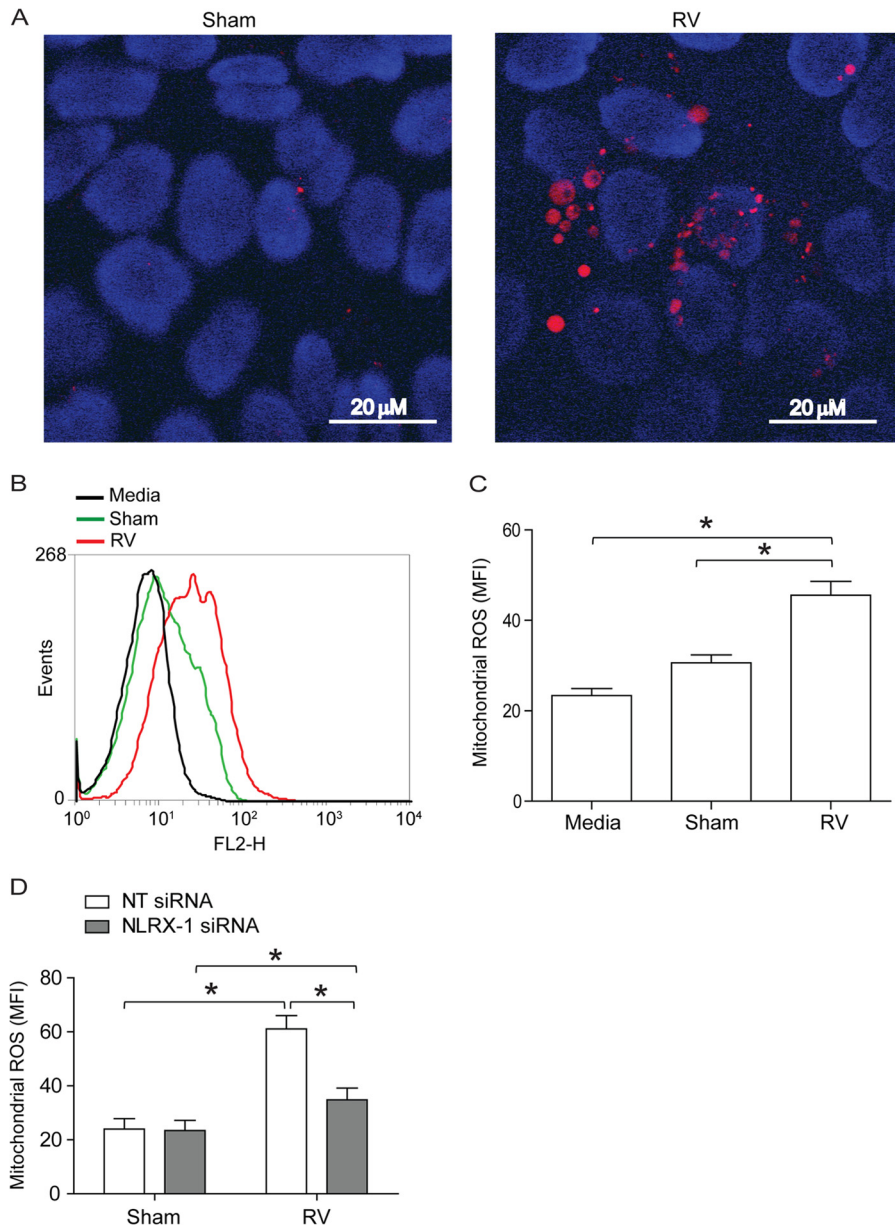 A
Sham
RV
20 µM
20 µM
B
Media
Sham
RV
268
Events
0
10⁰ 10¹ 10² 10³ 10⁴
FL2-H
C
Mitochondrial ROS (MFI)
60
40
20
0
*
*
Media Sham RV
D
NT siRNA
NLRX-1 siRNA
Mitochondrial ROS (MFI)
80
60
40
20
0
*
* *
Sham RV